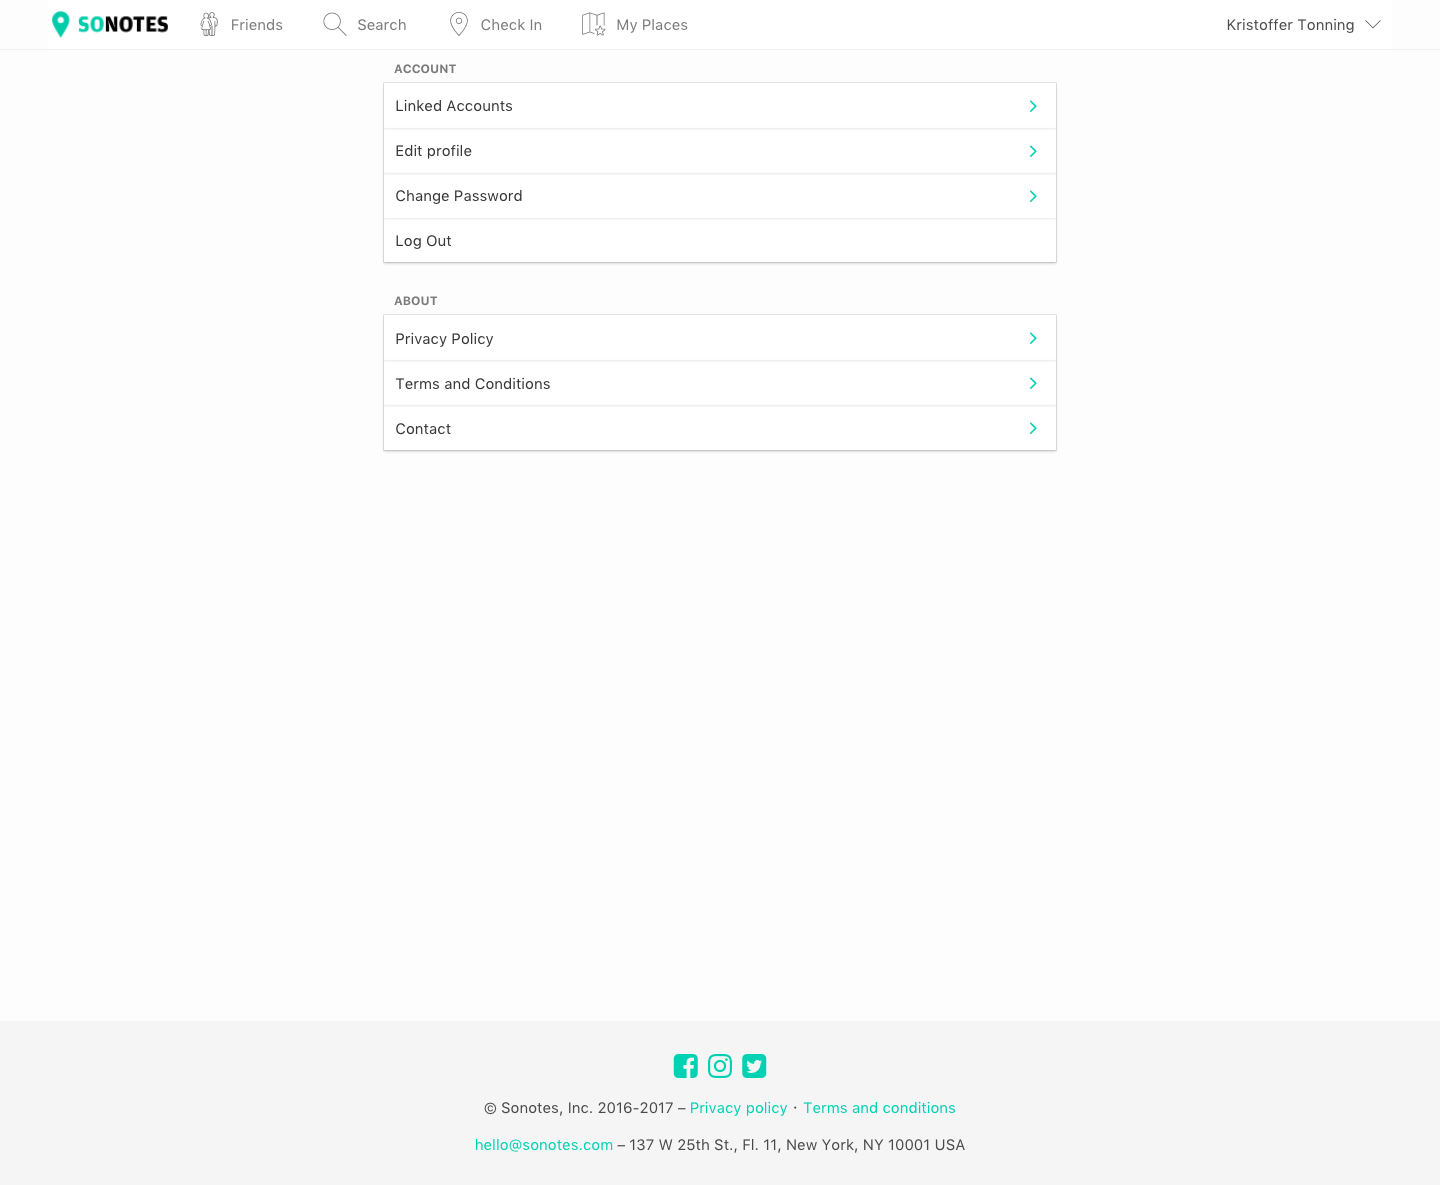 SONOTES Friends Search Check In My Places Kristoffer Tonning
ACCOUNT
Linked Accounts
Edit profile
Change Password
Log Out
ABOUT
Privacy Policy
Terms and Conditions
Contact
© Sonotes, Inc. 2016-2017 – Privacy policy · Terms and conditions
hello@sonotes.com – 137 W 25th St., Fl. 11, New York, NY 10001 USA